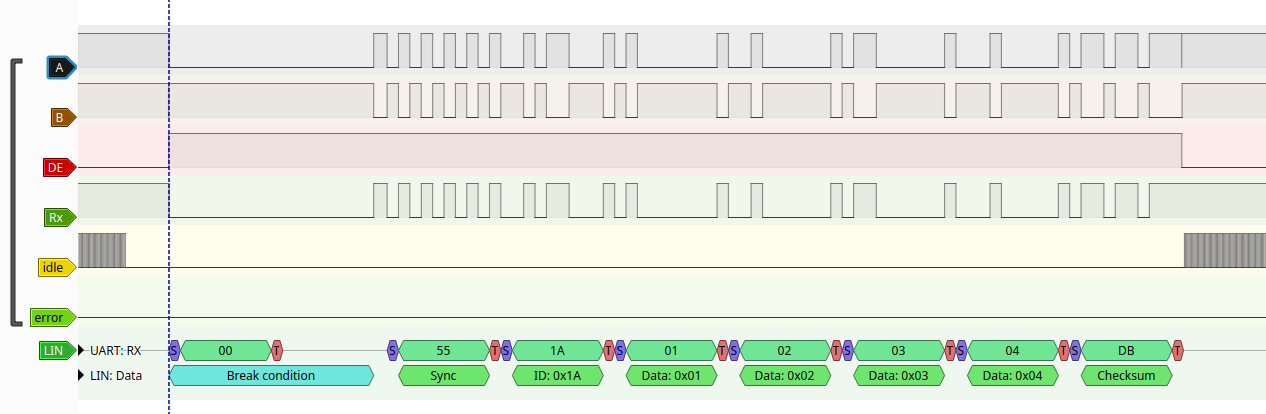 A
B
DE
Rx
idle
error
LIN UART: RX S 00 T S 55 T S 1A T S 01 T S 02 T S 03 T S 04 T S DB T
LIN: Data Break condition Sync ID: 0x1A Data: 0x01 Data: 0x02 Data: 0x03 Data: 0x04 Checksum